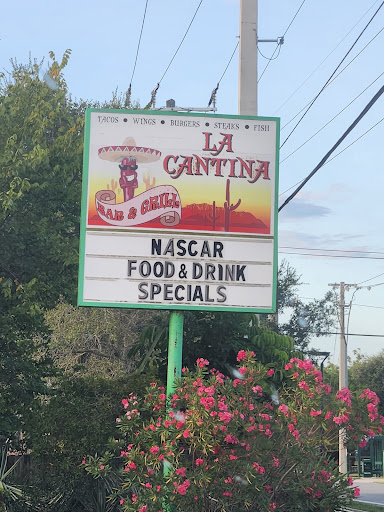 TACOS • WINGS • BURGERS • STEAKS • FISH
LA
CANTINA
BAR & GRILL
NASCAR
FOOD & DRINK
SPECIALS